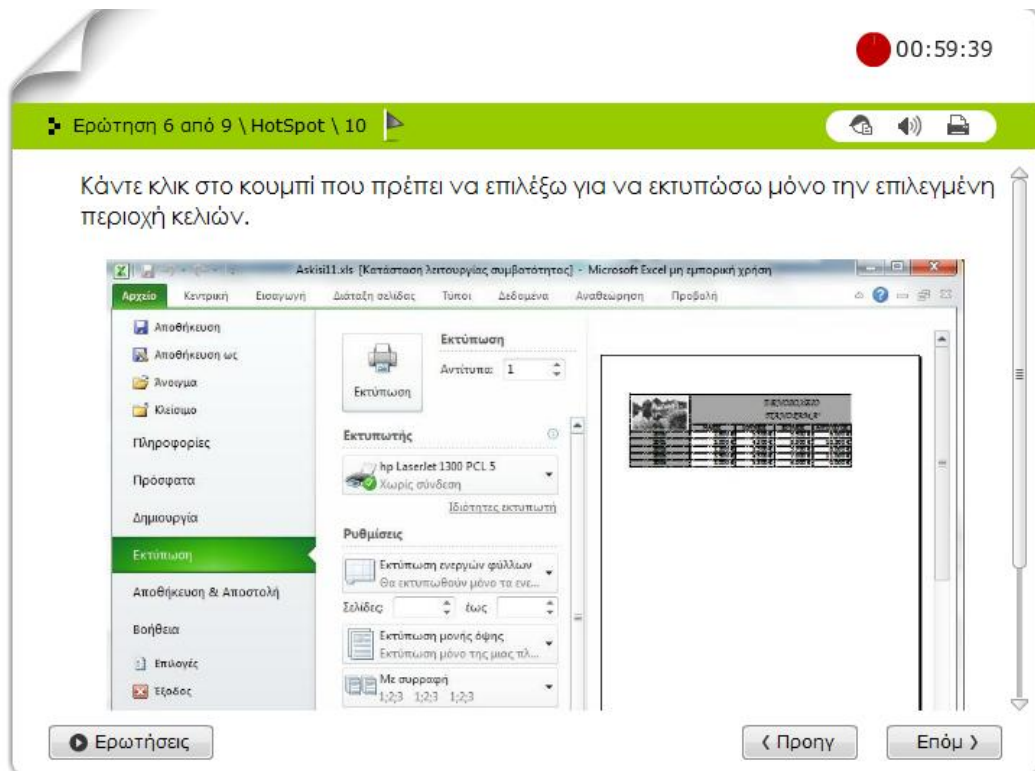 00:59:39
Ερώτηση 6 από 9 \ HotSpot \ 10
Κάντε κλικ στο κουμπί που πρέπει να επιλέξω για να εκτυπώσω μόνο την επιλεγμένη
περιοχή κελιών.
Askisi11.xls [Κατάσταση λειτουργίας συμβατότητας] - Microsoft Excel μη εμπορική χρήση
Αρχείο Κεντρική Εισαγωγή Διάταξη σελίδας Τύποι Δεδομένα Αναθεώρηση Προβολή
Αποθήκευση
Αποθήκευση ως
Άνοιγμα
Κλείσιμο
Πληροφορίες
Πρόσφατα
Δημιουργία
Εκτύπωση
Αποθήκευση & Αποστολή
Βοήθεια
Επιλογές
Έξοδος
Εκτύπωση
Εκτύπωση
Αντίτυπα: 1
Εκτυπωτής
hp LaserJet 1300 PCL 5
Χωρίς σύνδεση
Ιδιότητες εκτυπωτή
Ρυθμίσεις
Εκτύπωση ενεργών φύλλων
Θα εκτυπωθούν μόνο τα ενε...
Σελίδες: έως
Εκτύπωση μονής όψης
Εκτύπωση μόνο της μιας πλ...
Με συρραφή
1;2;3 1;2;3 1;2;3
Ερωτήσεις
Προηγ
Επόμ